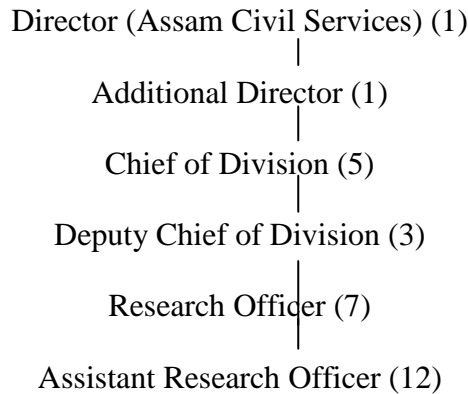 Director (Assam Civil Services) (1)
Additional Director (1)
Chief of Division (5)
Deputy Chief of Division (3)
Research Officer (7)
Assistant Research Officer (12)